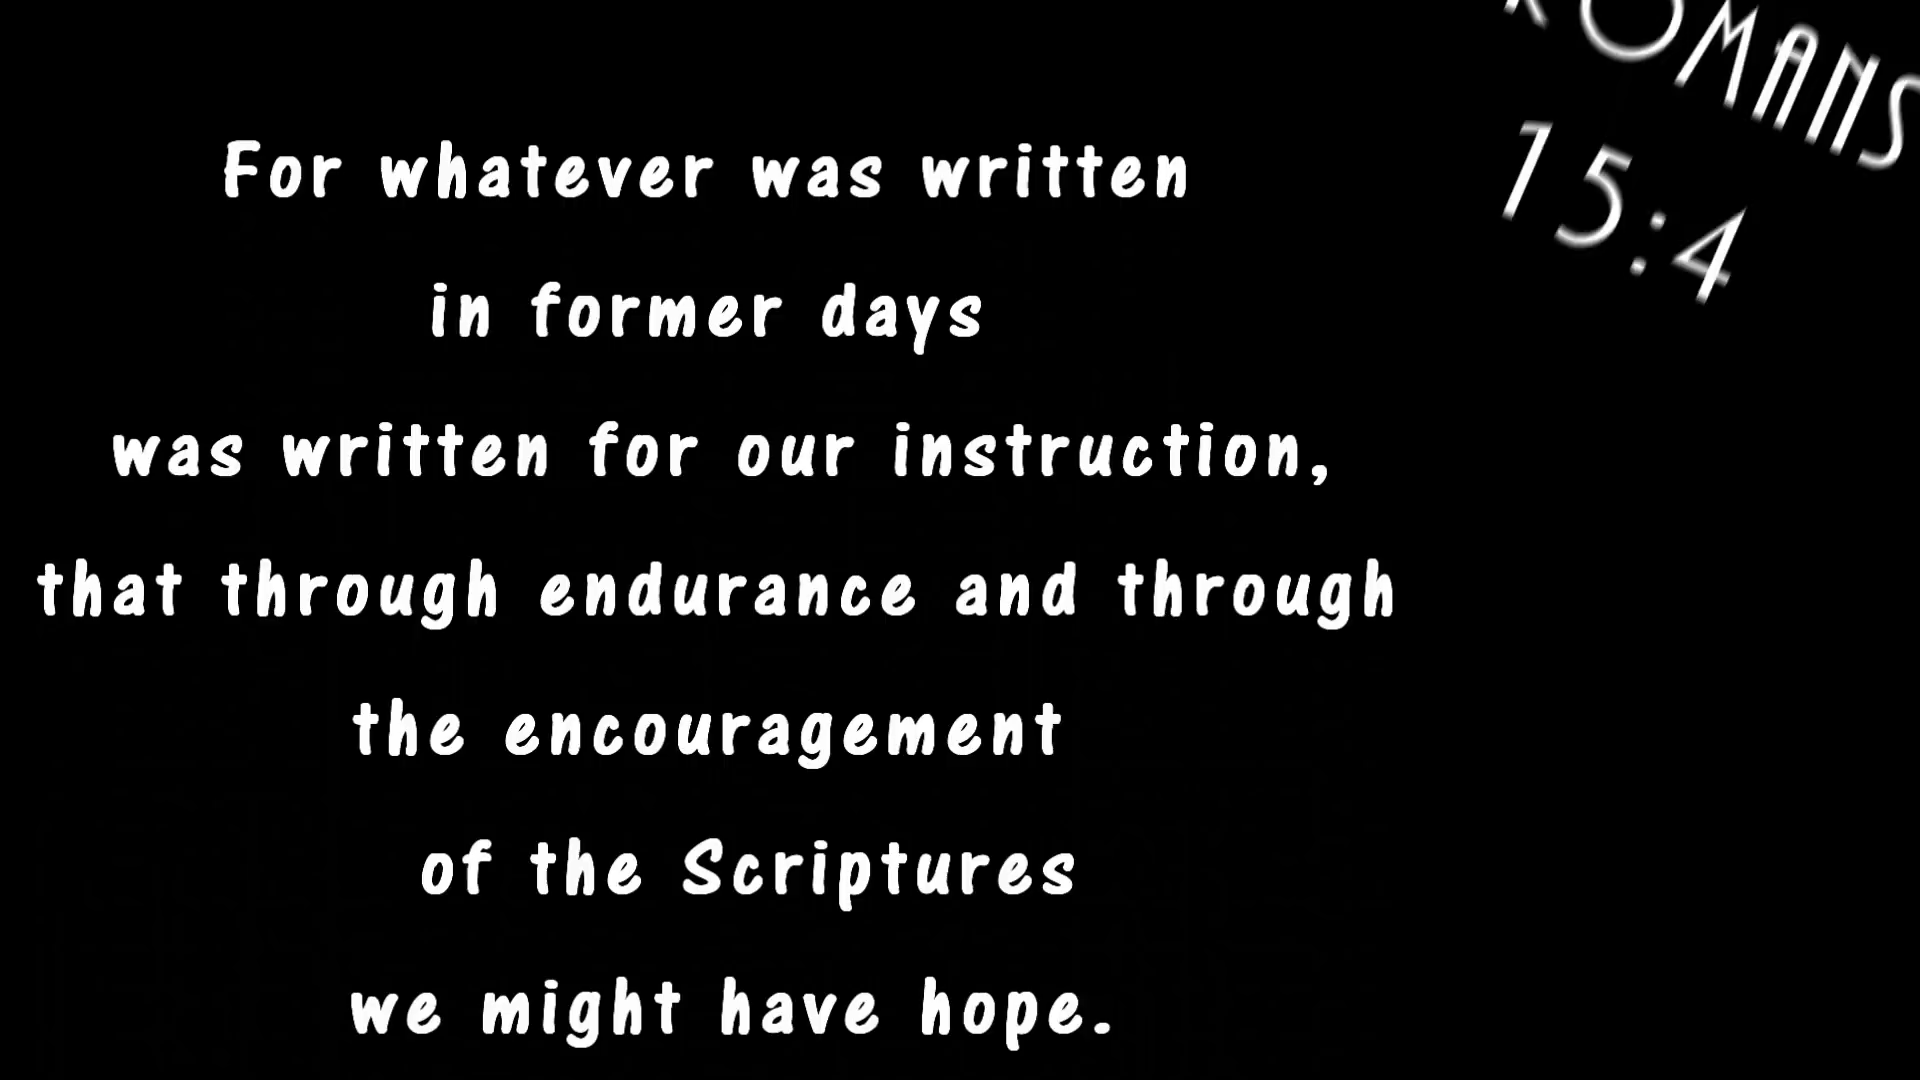 ROMANS
15:4
For whatever was written
in former days
was written for our instruction,
that through endurance and through
the encouragement
of the Scriptures
we might have hope.